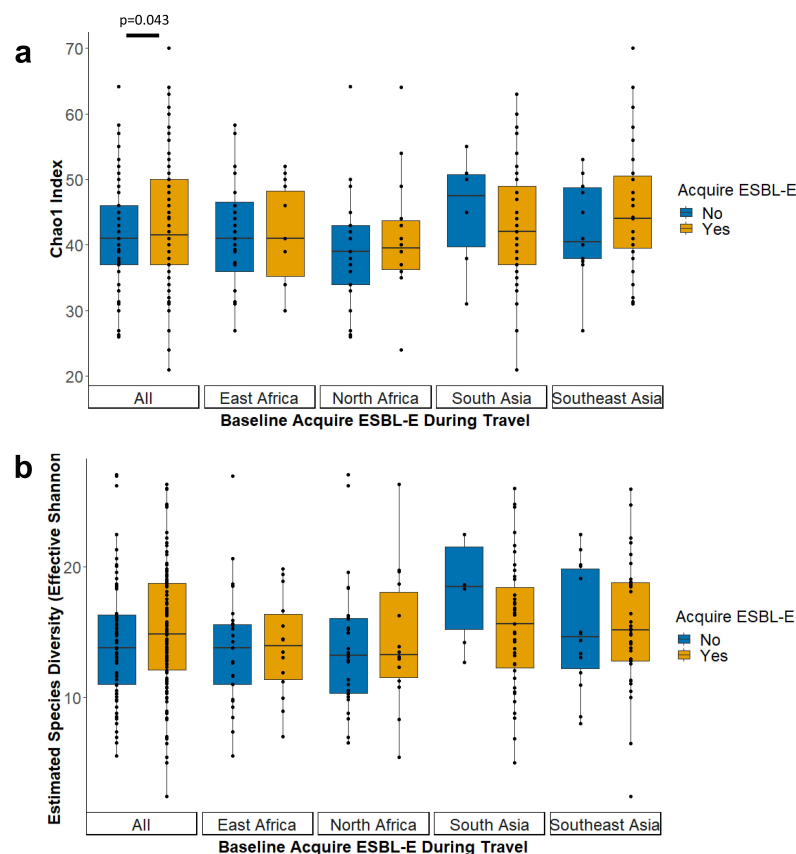 p=0.043
a
70
60
50
40
30
20
Chao1 Index
All
East Africa
North Africa
South Asia
Southeast Asia
Baseline Acquire ESBL-E During Travel
Acquire ESBL-E
No
Yes
b
20
10
Estimated Species Diversity (Effective Shannon
All
East Africa
North Africa
South Asia
Southeast Asia
Baseline Acquire ESBL-E During Travel
Acquire ESBL-E
No
Yes